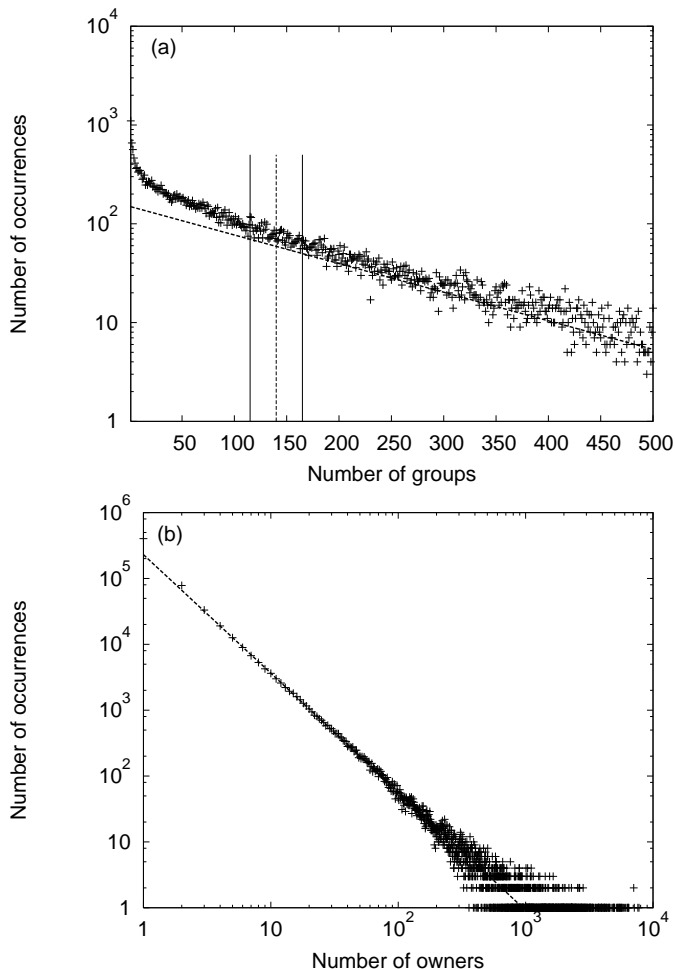 10^4
(a)
10^3
10^2
10
1
50 100 150 200 250 300 350 400 450 500
Number of groups
Number of occurrences
10^6
(b)
10^5
10^4
10^3
10^2
10
1
1 10 10^2 10^3 10^4
Number of owners
Number of occurrences